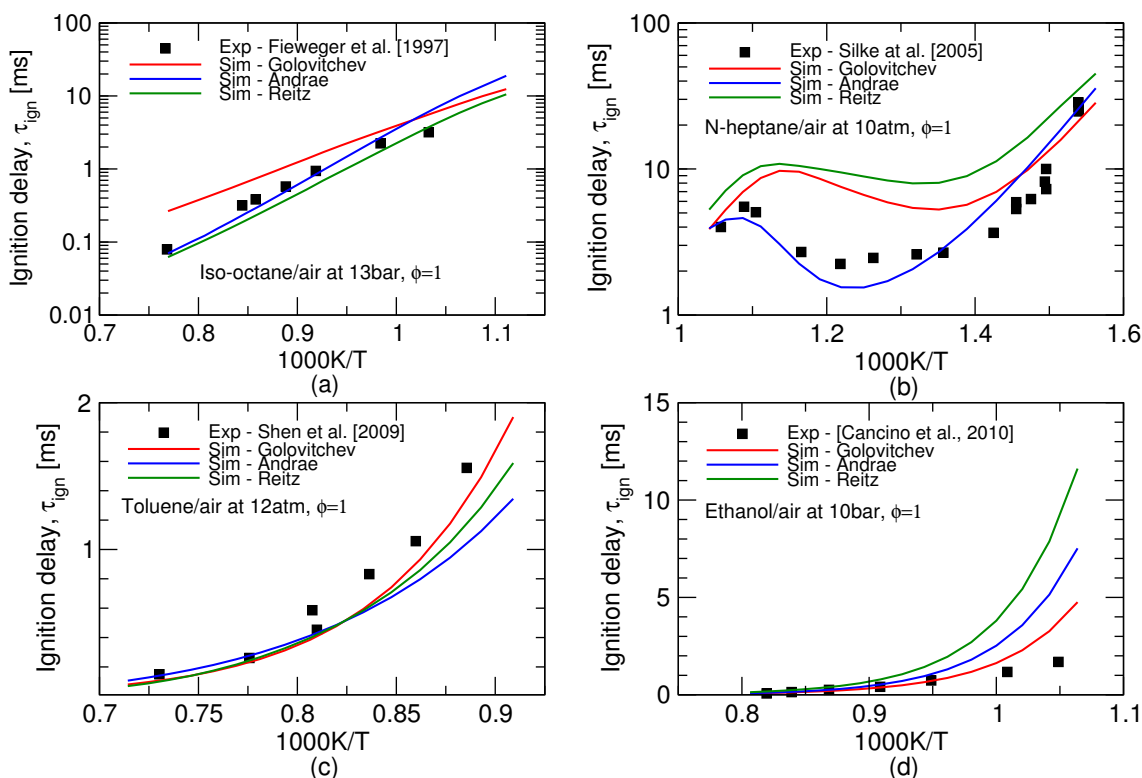 100
10
1
0.1
0.01
Ignition delay, τ_ign [ms]
Exp - Fieweger et al. [1997]
Sim - Golovitchev
Sim - Andrae
Sim - Reitz
Iso-octane/air at 13bar, ϕ=1
0.7 0.8 0.9 1 1.1
1000K/T
(a)
100
10
1
Ignition delay, τ_ign [ms]
Exp - Silke at al. [2005]
Sim - Golovitchev
Sim - Andrae
Sim - Reitz
N-heptane/air at 10atm, ϕ=1
1 1.2 1.4 1.6
1000K/T
(b)
2
1
Ignition delay, τ_ign [ms]
Exp - Shen et al. [2009]
Sim - Golovitchev
Sim - Andrae
Sim - Reitz
Toluene/air at 12atm, ϕ=1
0.7 0.75 0.8 0.85 0.9
1000K/T
(c)
15
10
5
0
Ignition delay, τ_ign [ms]
Exp - [Cancino et al., 2010]
Sim - Golovitchev
Sim - Andrae
Sim - Reitz
Ethanol/air at 10bar, ϕ=1
0.8 0.9 1 1.1
1000K/T
(d)